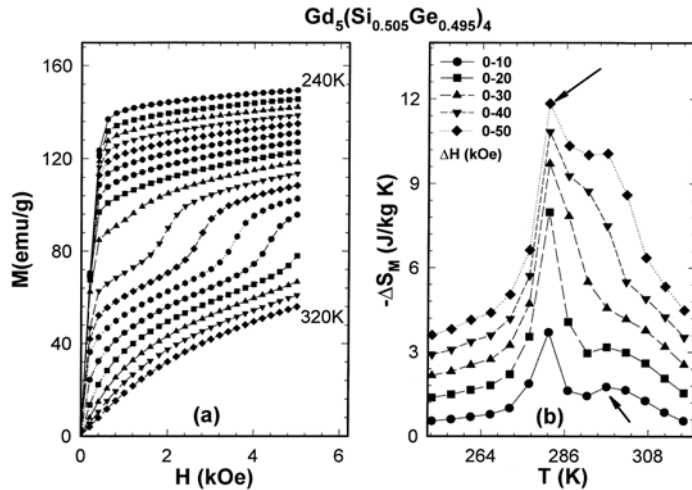 Gd₅(Si₀.₅₀₅Ge₀.₄₉₅)₄
160
120
80
40
0
M(emu/g)
240K
320K
(a)
0 2 4 6
H (kOe)
0-10
0-20
0-30
0-40
0-50
ΔH (kOe)
12
9
6
3
0
-ΔS_M (J/kg K)
(b)
264 286 308
T (K)